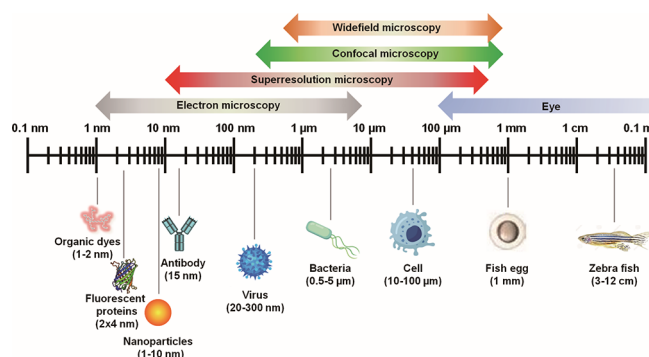 Widefield microscopy
Confocal microscopy
Superresolution microscopy
Electron microscopy
Eye
0.1 nm
1 nm
10 nm
100 nm
1 µm
10 µm
100 µm
1 mm
1 cm
0.1 m
Organic dyes
(1-2 nm)
Fluorescent
proteins
(2x4 nm)
Nanoparticles
(1-10 nm)
Antibody
(15 nm)
Virus
(20-300 nm)
Bacteria
(0.5-5 µm)
Cell
(10-100 µm)
Fish egg
(1 mm)
Zebra fish
(3-12 cm)